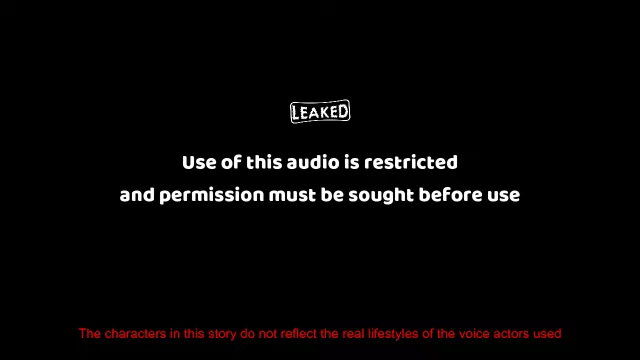 LEAKED
Use of this audio is restricted
and permission must be sought before use
The characters in this story do not reflect the real lifestyles of the voice actors used